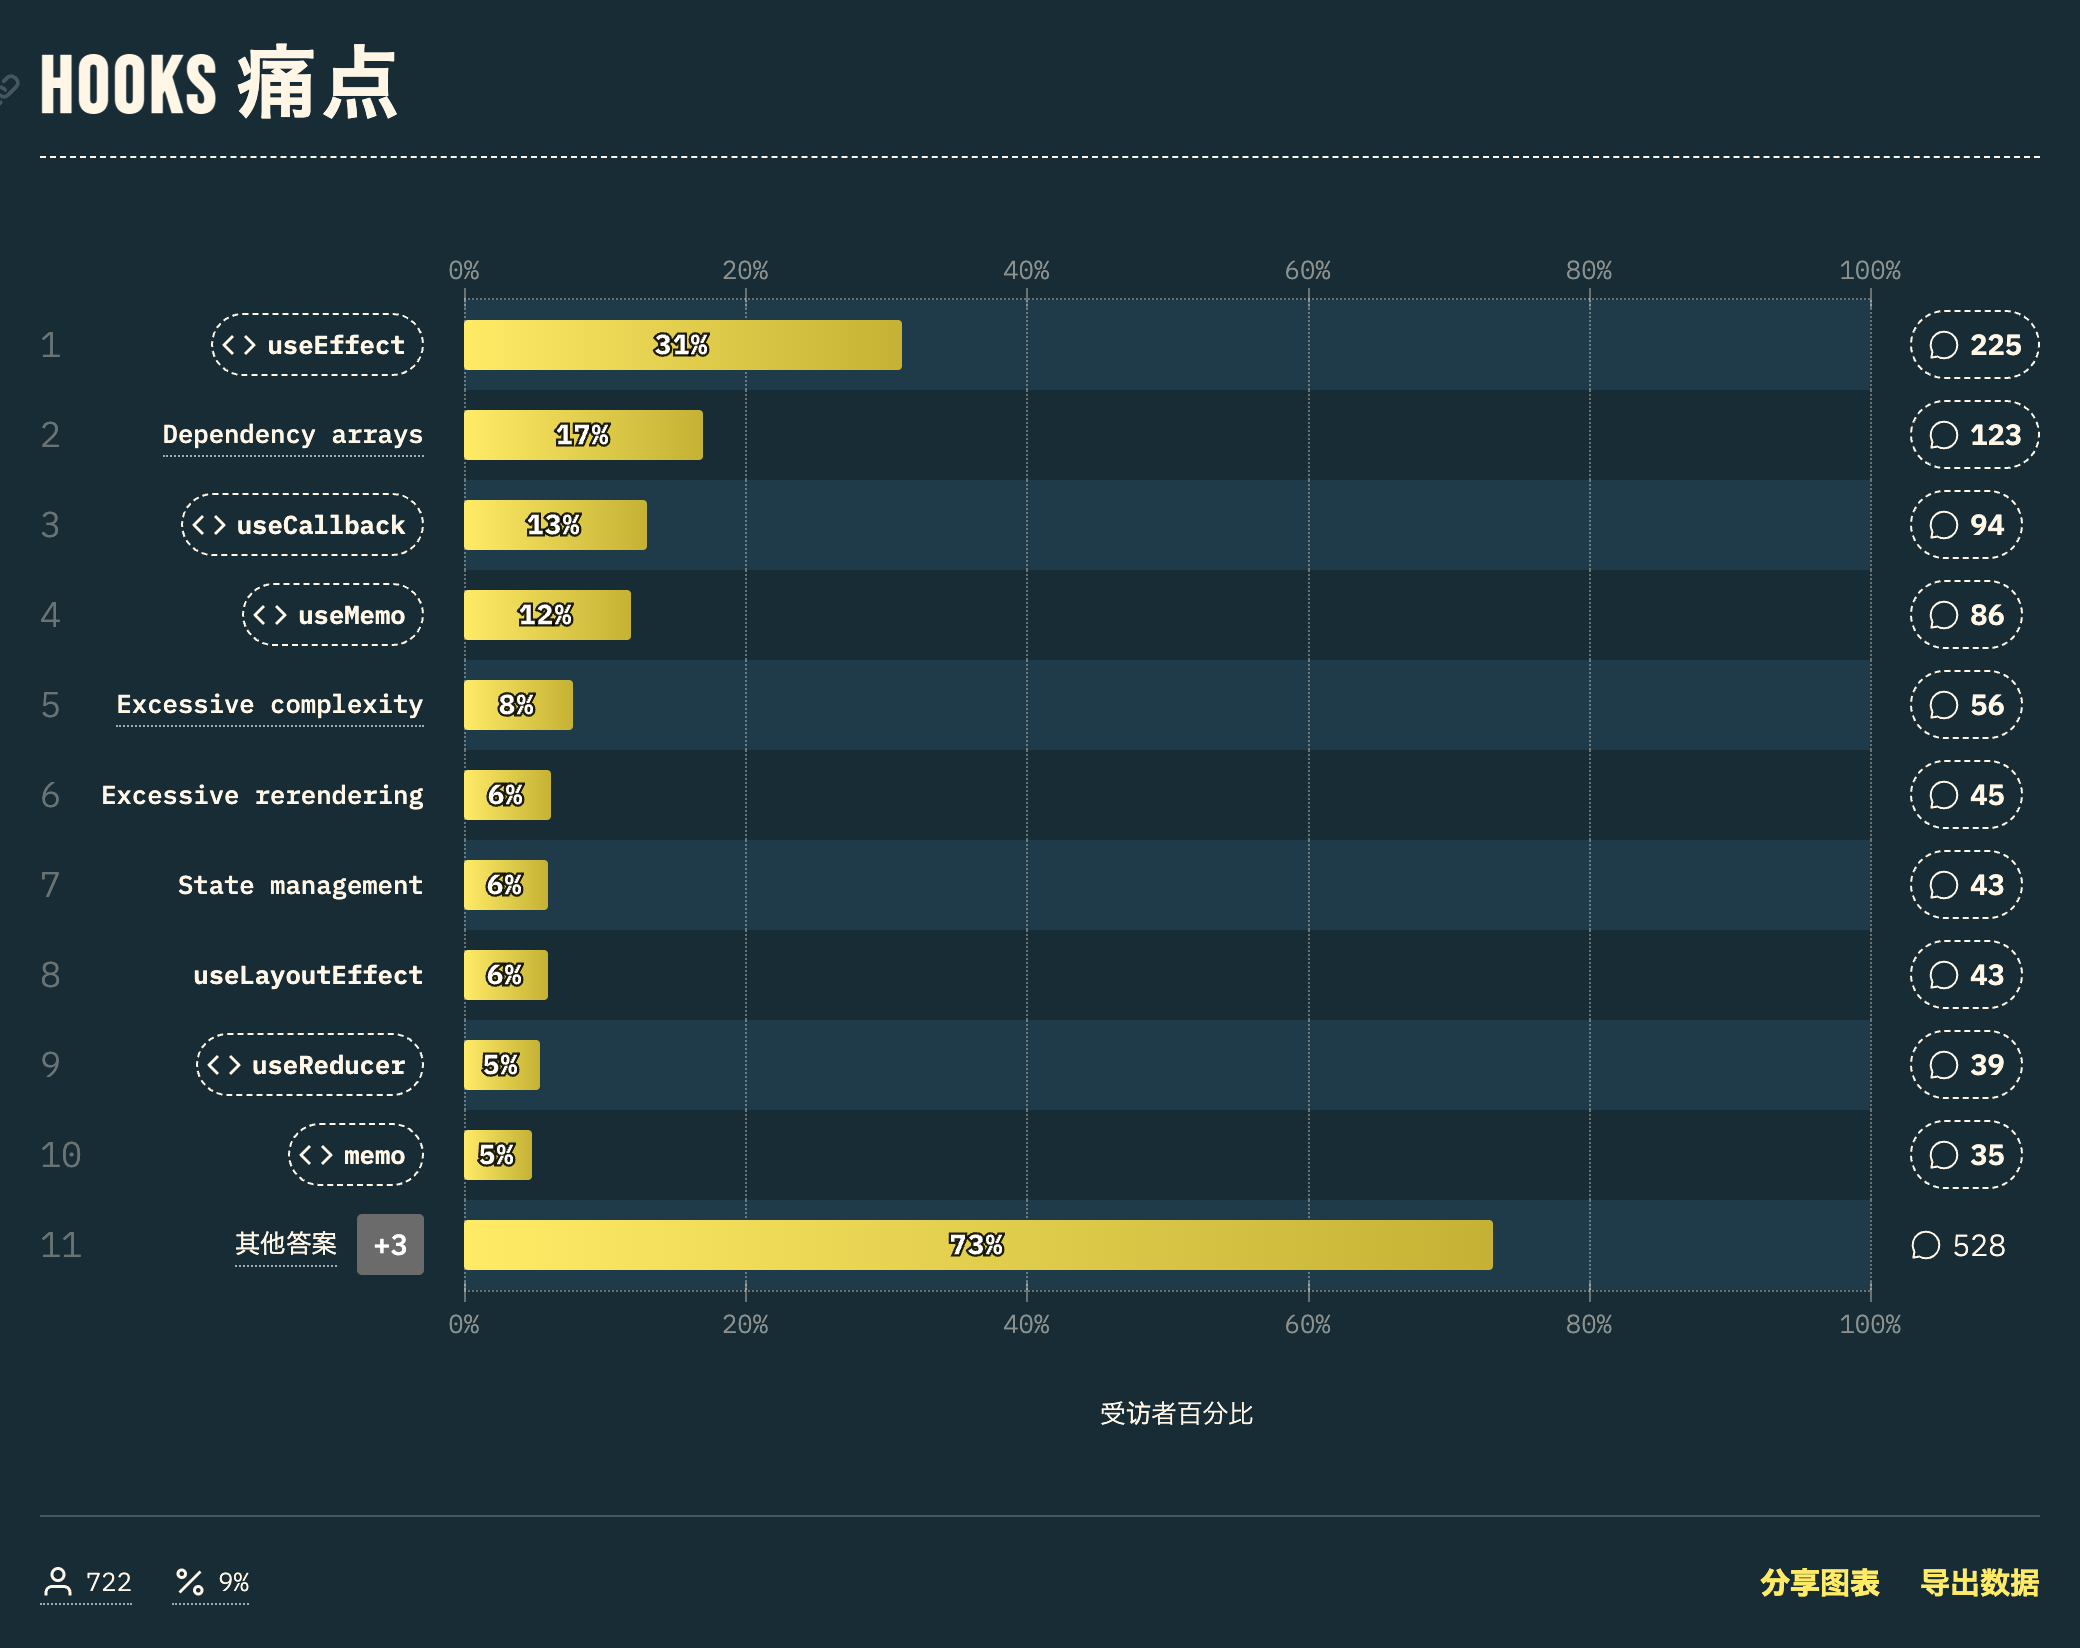 HOOKS 痛点
0% 20% 40% 60% 80% 100%
1 <> useEffect 31% 225
2 Dependency arrays 17% 123
3 <> useCallback 13% 94
4 <> useMemo 12% 86
5 Excessive complexity 8% 56
6 Excessive rerendering 6% 45
7 State management 6% 43
8 useLayoutEffect 6% 43
9 <> useReducer 5% 39
10 <> memo 5% 35
11 其他答案 +3 73% 528
0% 20% 40% 60% 80% 100%
受访者百分比
722 % 9% 分享图表 导出数据